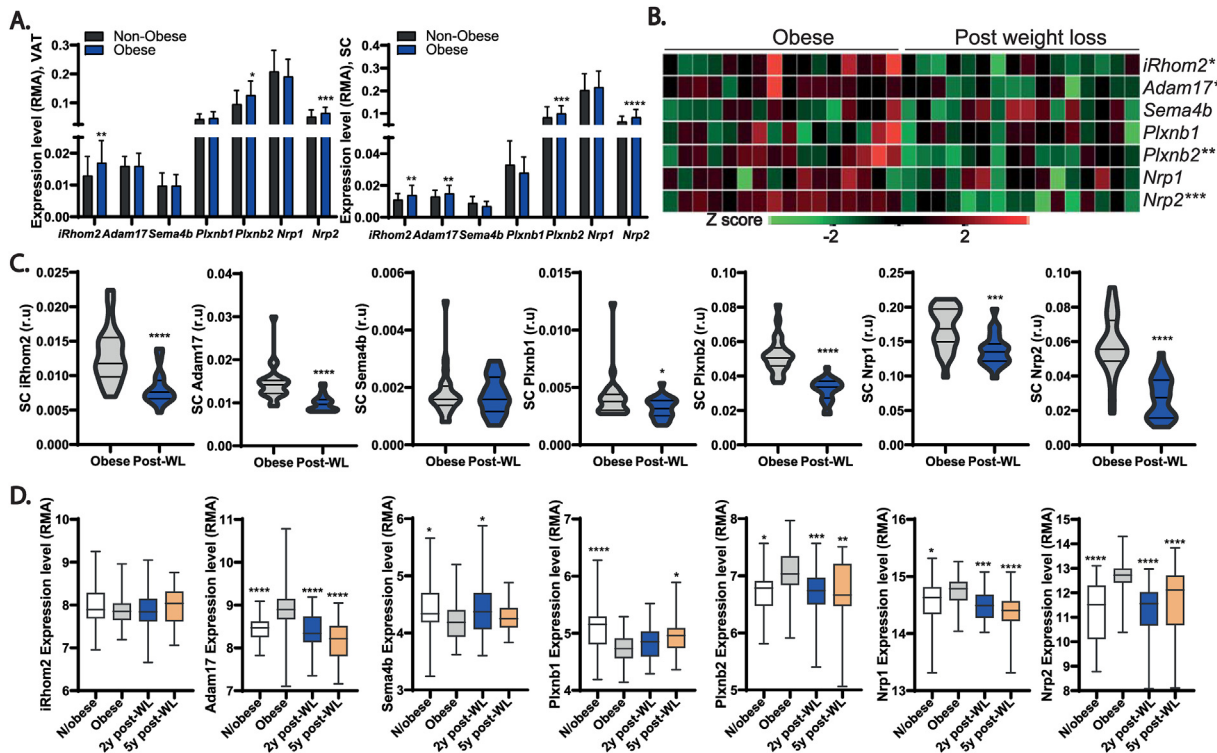 A.
Expression level (RMA), VAT
Non-Obese
Obese
0.3
0.2
0.1
0.00
0.02
0.01
0.00
**
*
***
iRhom2 Adam17 Sema4b Plxnb1 Plxnb2 Nrp1 Nrp2
Expression level (RMA), SC
Non-Obese
Obese
0.4
0.3
0.2
0.1
0.00
0.06
0.04
0.02
0.00
**
**
***
****
iRhom2 Adam17 Sema4b Plxnb1 Plxnb2 Nrp1 Nrp2
B.
Obese Post weight loss
iRhom2*
Adam17*
Sema4b
Plxnb1
Plxnb2**
Nrp1
Nrp2***
Z score
-2 2
C.
SC iRhom2 (r.u)
0.025
0.020
0.015
0.010
0.005
0.000
****
Obese Post-WL
SC Adam17 (r.u)
0.04
0.03
0.02
0.01
0.00
****
Obese Post-WL
SC Sema4b (r.u)
0.006
0.004
0.002
0.000
Obese Post-WL
SC Plxnb1 (r.u)
0.015
0.010
0.005
0.000
*
Obese Post-WL
SC Plxnb2 (r.u)
0.10
0.08
0.06
0.04
0.02
0.00
****
Obese Post-WL
SC Nrp1 (r.u)
0.25
0.20
0.15
0.10
0.05
0.00
***
Obese Post-WL
SC Nrp2 (r.u)
0.10
0.08
0.06
0.04
0.02
0.00
****
Obese Post-WL
D.
iRhom2 Expression level (RMA)
10
9
8
7
6
N/obese
Obese
2y post-WL
5y post-WL
Adam17 Expression level (RMA)
11
10
9
8
7
****
****
****
N/obese
Obese
2y post-WL
5y post-WL
Sema4b Expression level (RMA)
6
5
4
3
*
*
N/obese
Obese
2y post-WL
5y post-WL
Plxnb1 Expression level (RMA)
7
6
5
4
****
*
N/obese
Obese
2y post-WL
5y post-WL
Plxnb2 Expression level (RMA)
8
7
6
5
*
***
**
N/obese
Obese
2y post-WL
5y post-WL
Nrp1 Expression level (RMA)
16
15
14
13
*
***
****
N/obese
Obese
2y post-WL
5y post-WL
Nrp2 Expression level (RMA)
15
14
13
12
11
10
9
8
****
****
****
N/obese
Obese
2y post-WL
5y post-WL